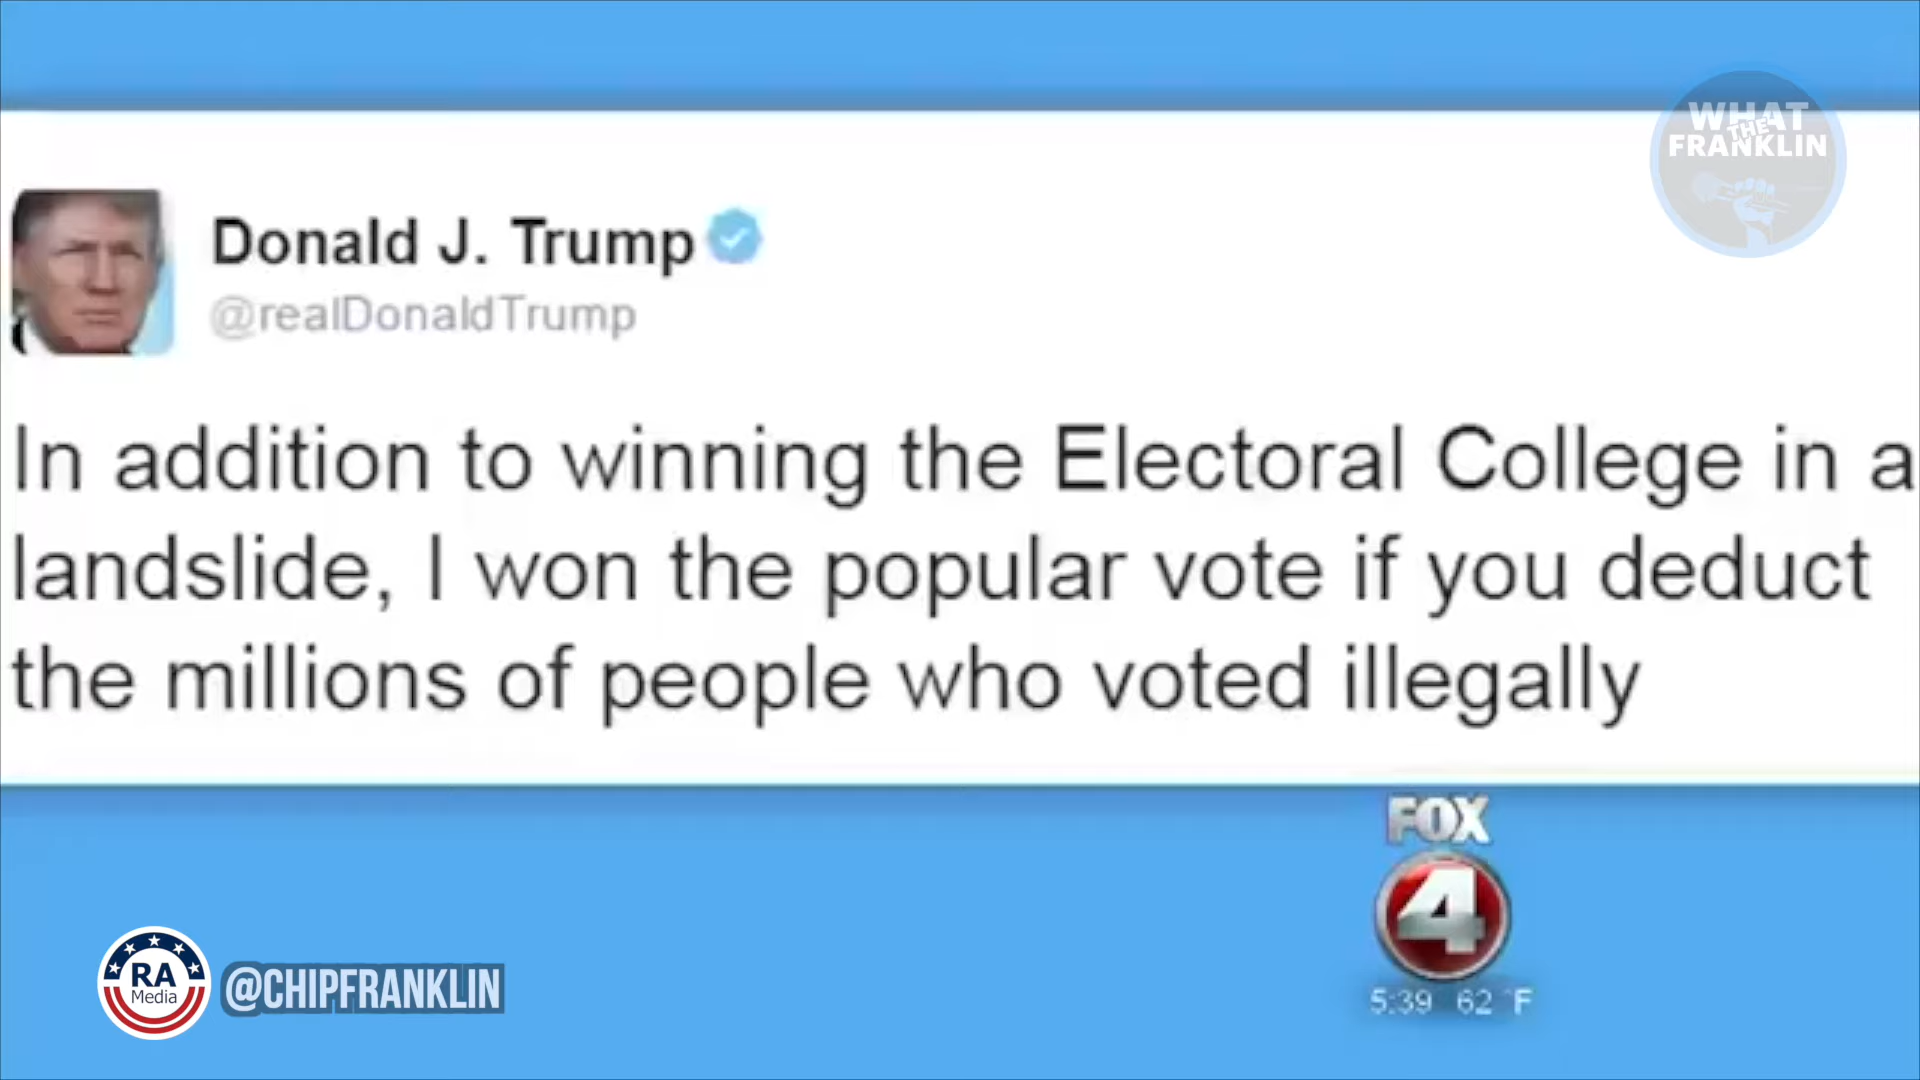 WHAT
THE
FRANKLIN
Donald J. Trump
@realDonaldTrump
In addition to winning the Electoral College in a
landslide, I won the popular vote if you deduct
the millions of people who voted illegally
FOX
4
5:39 62 °F
RA
Media
@CHIPFRANKLIN